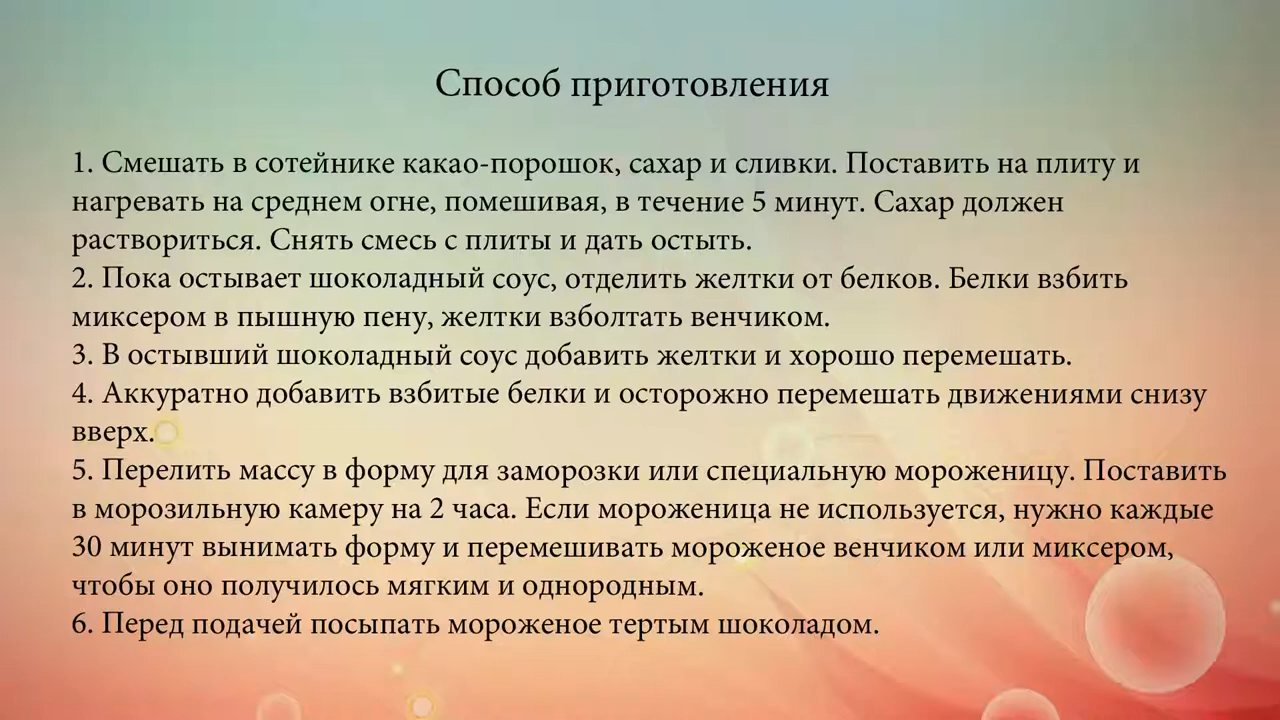 Способ приготовления
1. Смешать в сотейнике какао-порошок, сахар и сливки. Поставить на плиту и
нагревать на среднем огне, помешивая, в течение 5 минут. Сахар должен
раствориться. Снять смесь с плиты и дать остыть.
2. Пока остывает шоколадный соус, отделить желтки от белков. Белки взбить
миксером в пышную пену, желтки взболтать венчиком.
3. В остывший шоколадный соус добавить желтки и хорошо перемешать.
4. Аккуратно добавить взбитые белки и осторожно перемешать движениями снизу
вверх.
5. Перелить массу в форму для заморозки или специальную мороженицу. Поставить
в морозильную камеру на 2 часа. Если мороженица не используется, нужно каждые
30 минут вынимать форму и перемешивать мороженое венчиком или миксером,
чтобы оно получилось мягким и однородным.
6. Перед подачей посыпать мороженое тертым шоколадом.